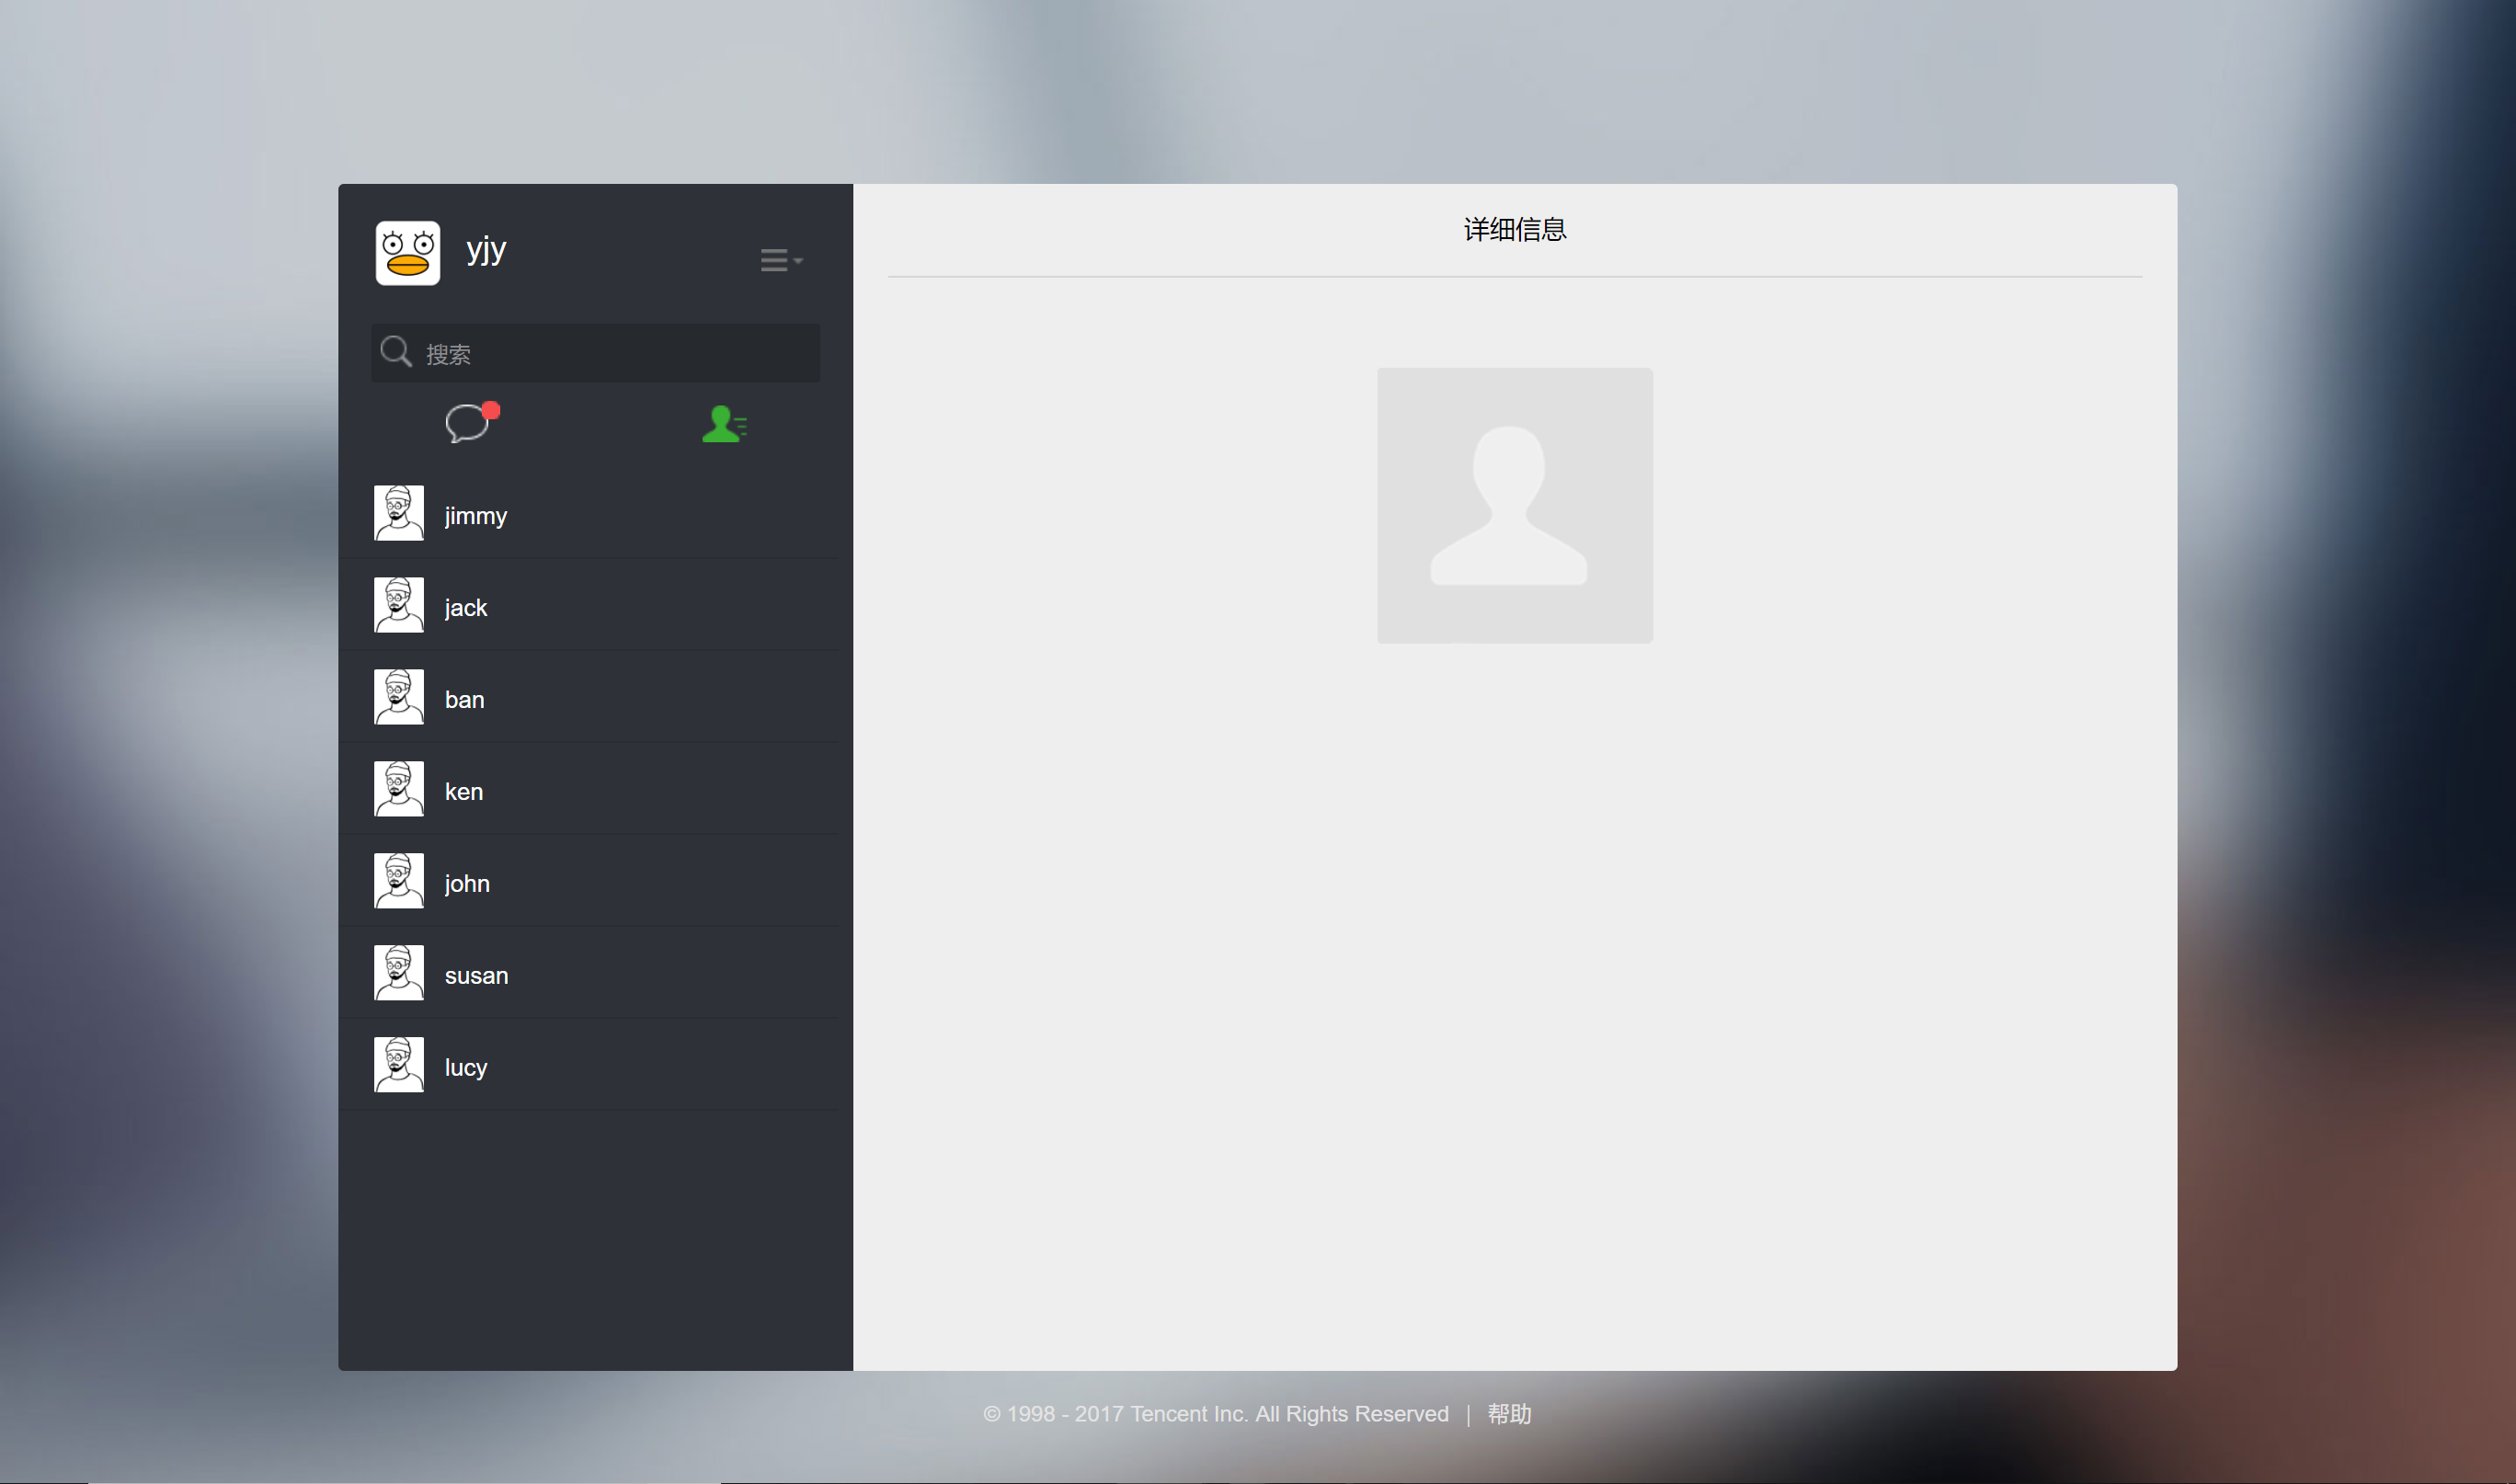 yjy
详细信息
搜索
jimmy
jack
ban
ken
john
susan
lucy
© 1998 - 2017 Tencent Inc. All Rights Reserved | 帮助